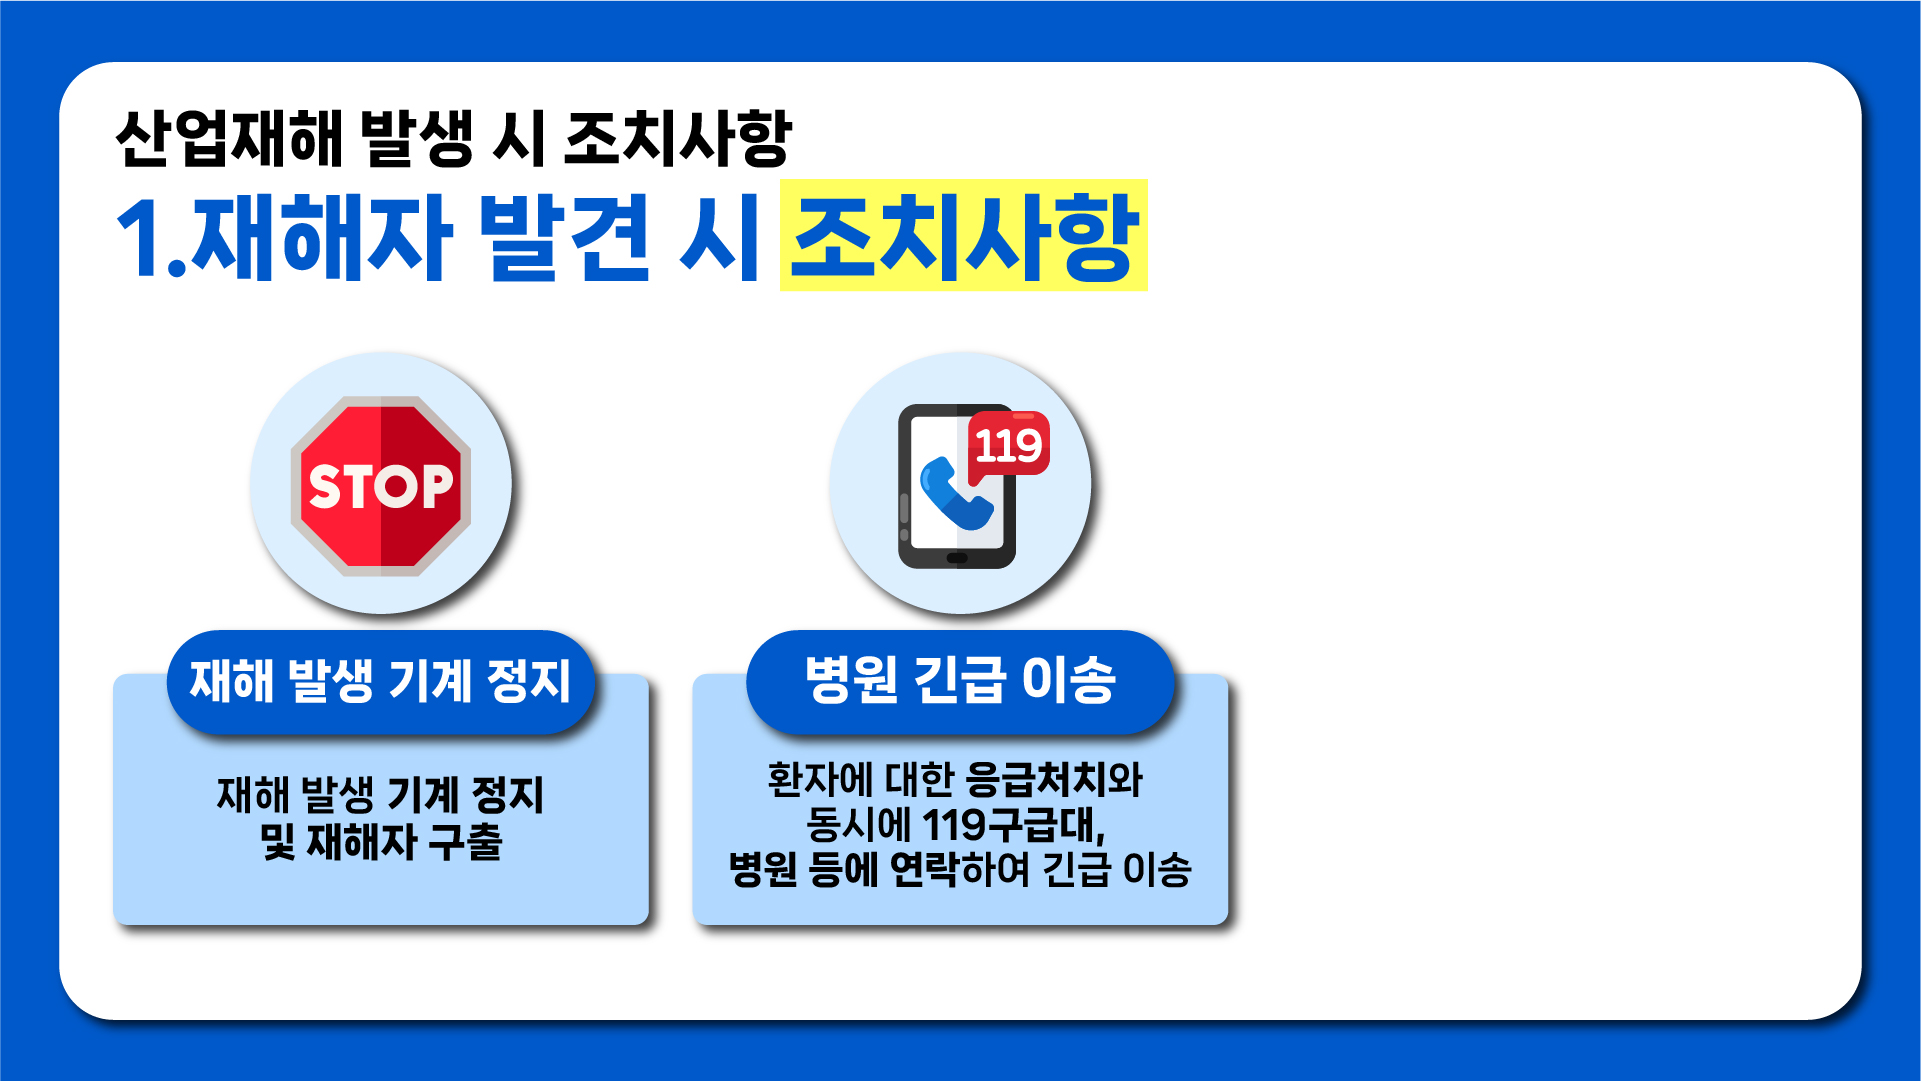 산업재해 발생 시 조치사항
1.재해자 발견 시 조치사항
STOP
재해 발생 기계 정지
재해 발생 기계 정지
및 재해자 구출
119
병원 긴급 이송
환자에 대한 응급처치와
동시에 119구급대,
병원 등에 연락하여 긴급 이송